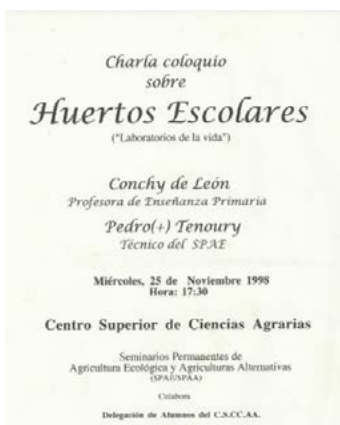 Charla coloquio
sobre
Huertos Escolares
("Laboratorios de la vida")
Conchy de León
Profesora de Enseñanza Primaria
Pedro(+) Tenoury
Técnico del SPAE
Miércoles, 25 de Noviembre 1998
Hora: 17:30
Centro Superior de Ciencias Agrarias
Seminarios Permanentes de
Agricultura Ecológica y Agriculturas Alternativas
(SPAE/SPAA)
Colabora
Delegación de Alumnos del C.S.CC.AA.